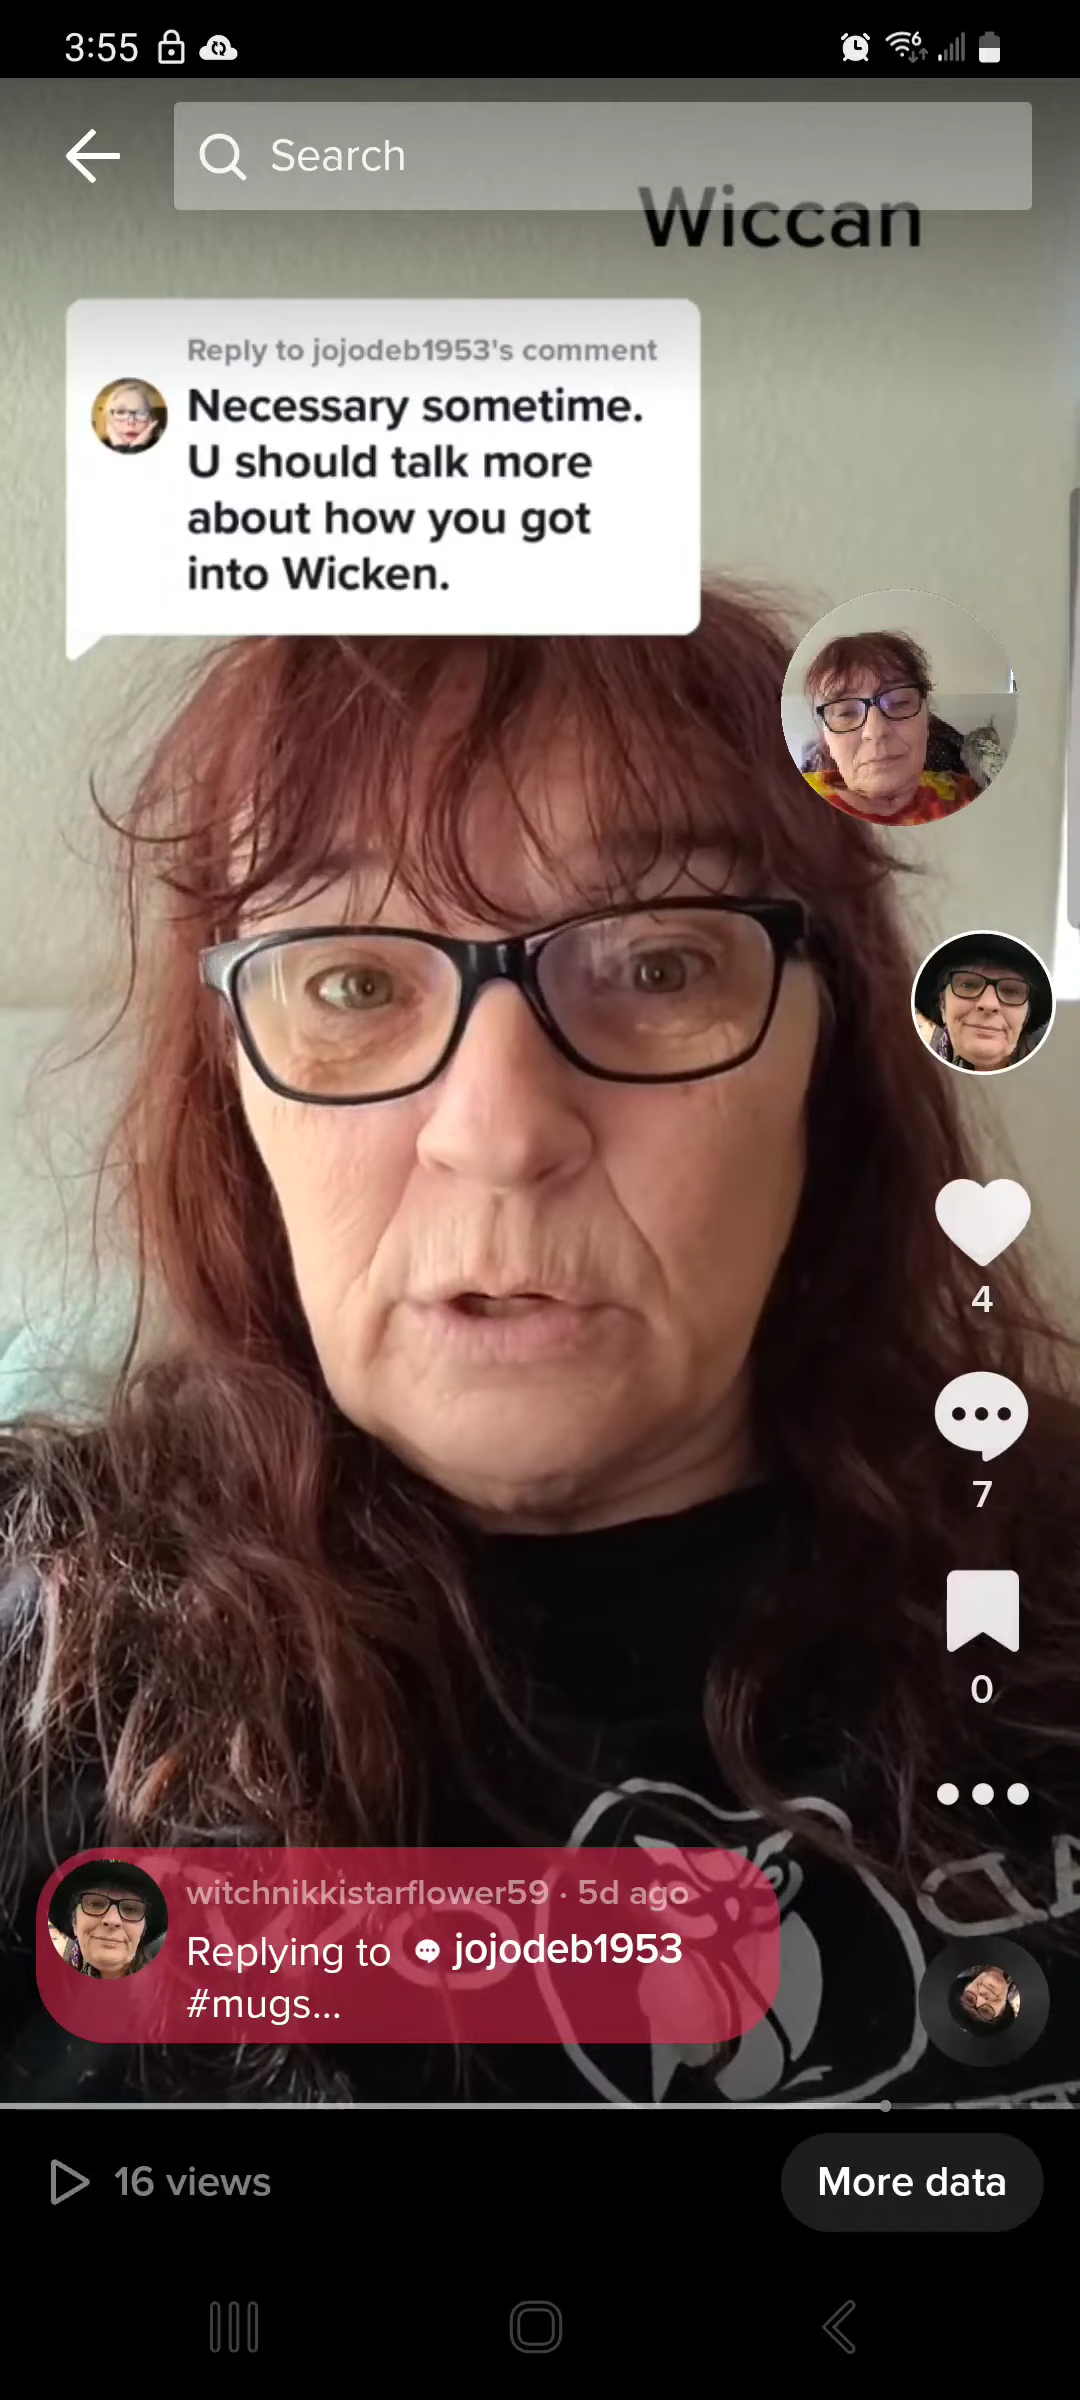 3:55
6
Search
Wiccan
Reply to jojodeb1953's comment
Necessary sometime.
U should talk more
about how you got
into Wicken.
4
7
0
witchnikkistarflower59 · 5d ago
Replying to jojodeb1953
#mugs...
16 views
More data